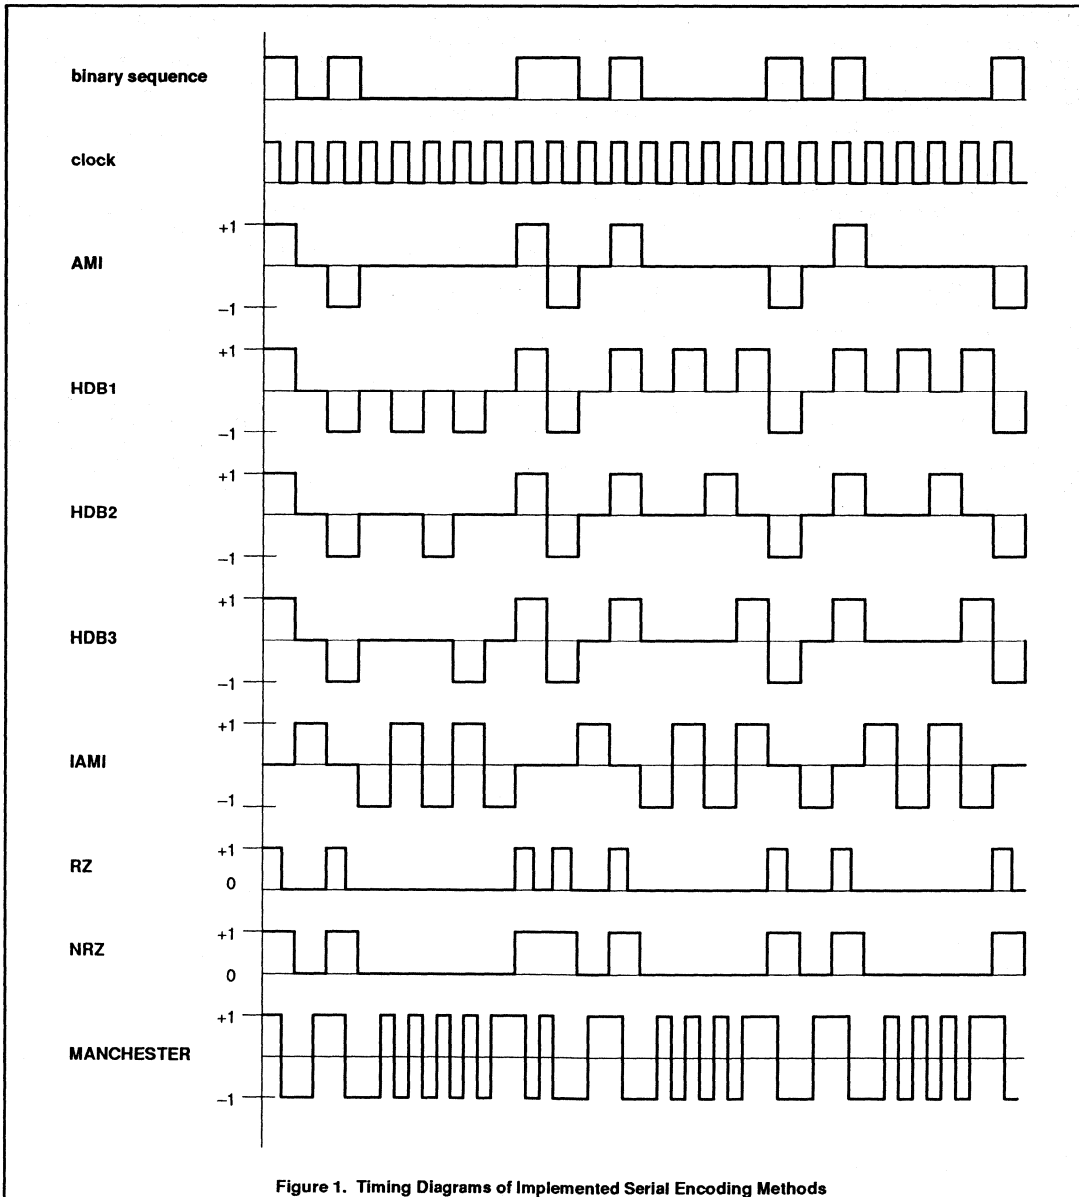 binary sequence
clock
+1
AMI
−1
+1
HDB1
−1
+1
HDB2
−1
+1
HDB3
−1
+1
IAMI
−1
+1
RZ
0
+1
NRZ
0
+1
MANCHESTER
−1
Figure 1. Timing Diagrams of Implemented Serial Encoding Methods